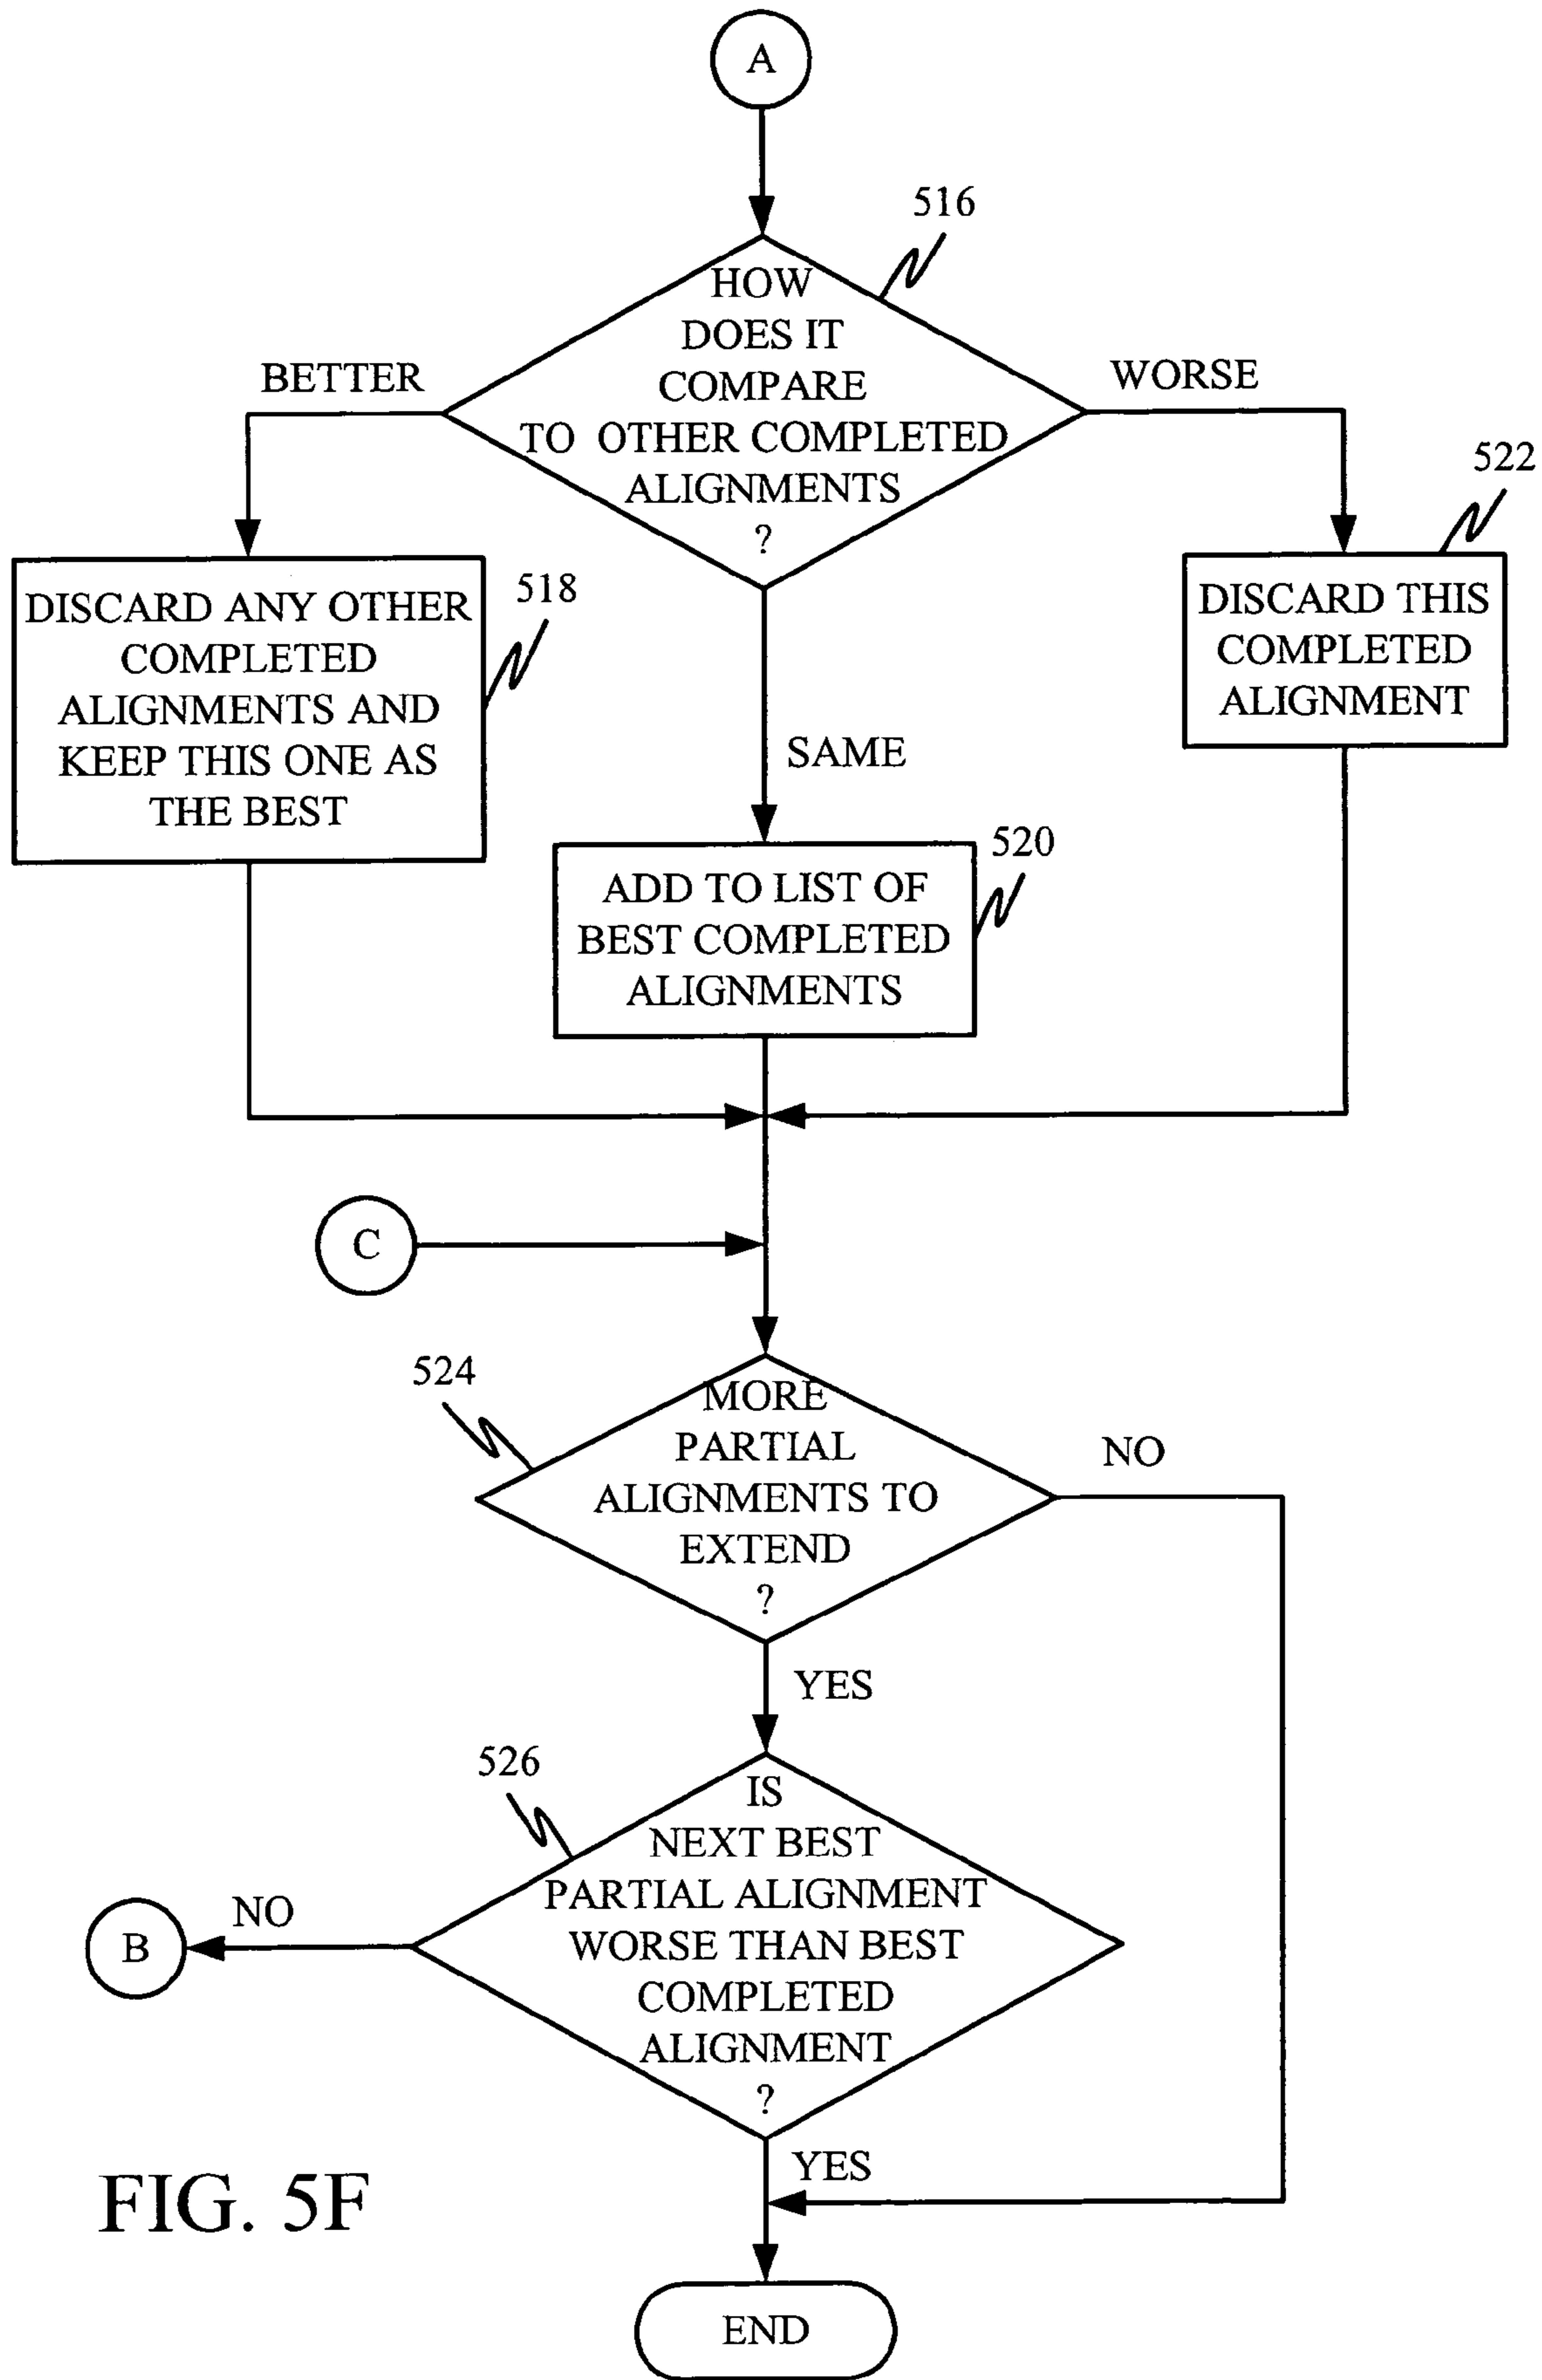 A
516
HOW
DOES IT
COMPARE
TO OTHER COMPLETED
ALIGNMENTS
?
BETTER
WORSE
522
518
DISCARD ANY OTHER
COMPLETED
ALIGNMENTS AND
KEEP THIS ONE AS
THE BEST
DISCARD THIS
COMPLETED
ALIGNMENT
SAME
520
ADD TO LIST OF
BEST COMPLETED
ALIGNMENTS
C
524
MORE
PARTIAL
ALIGNMENTS TO
EXTEND
?
NO
YES
526
IS
NEXT BEST
PARTIAL ALIGNMENT
WORSE THAN BEST
COMPLETED
ALIGNMENT
?
NO
B
YES
FIG. 5F
END